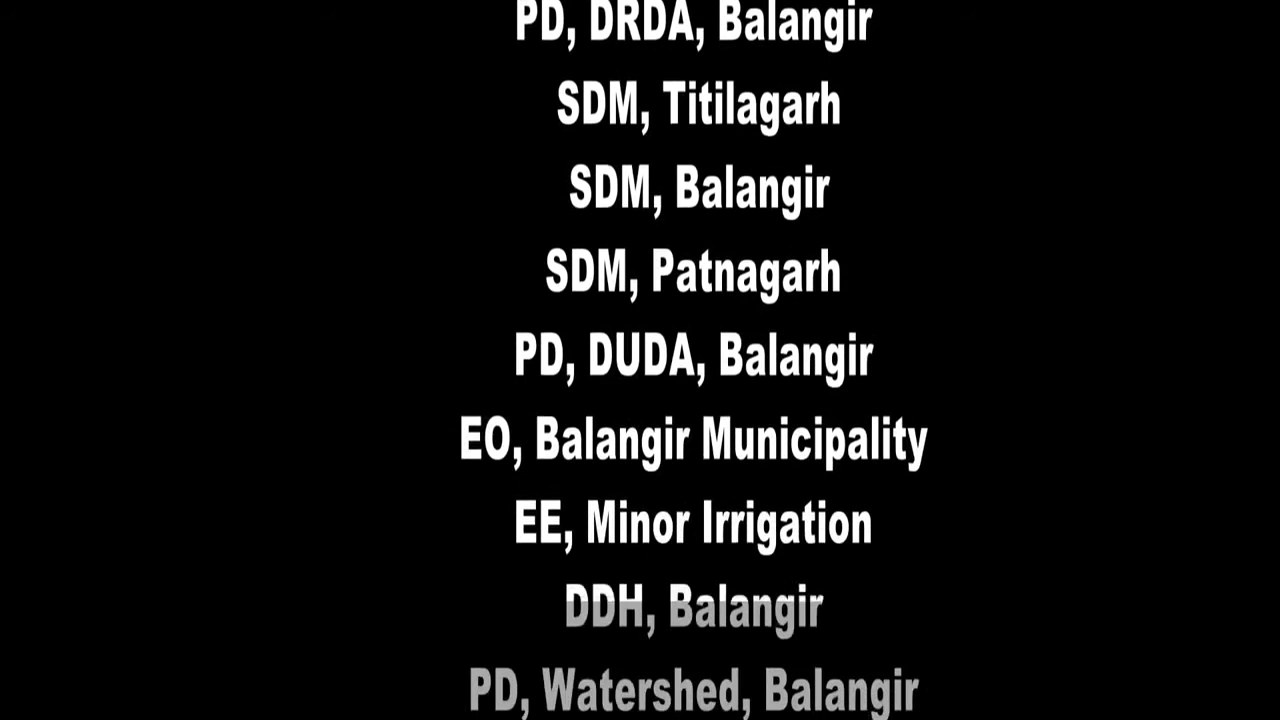 PD, DRDA, Balangir
SDM, Titilagarh
SDM, Balangir
SDM, Patnagarh
PD, DUDA, Balangir
EO, Balangir Municipality
EE, Minor Irrigation
DDH, Balangir
PD, Watershed, Balangir